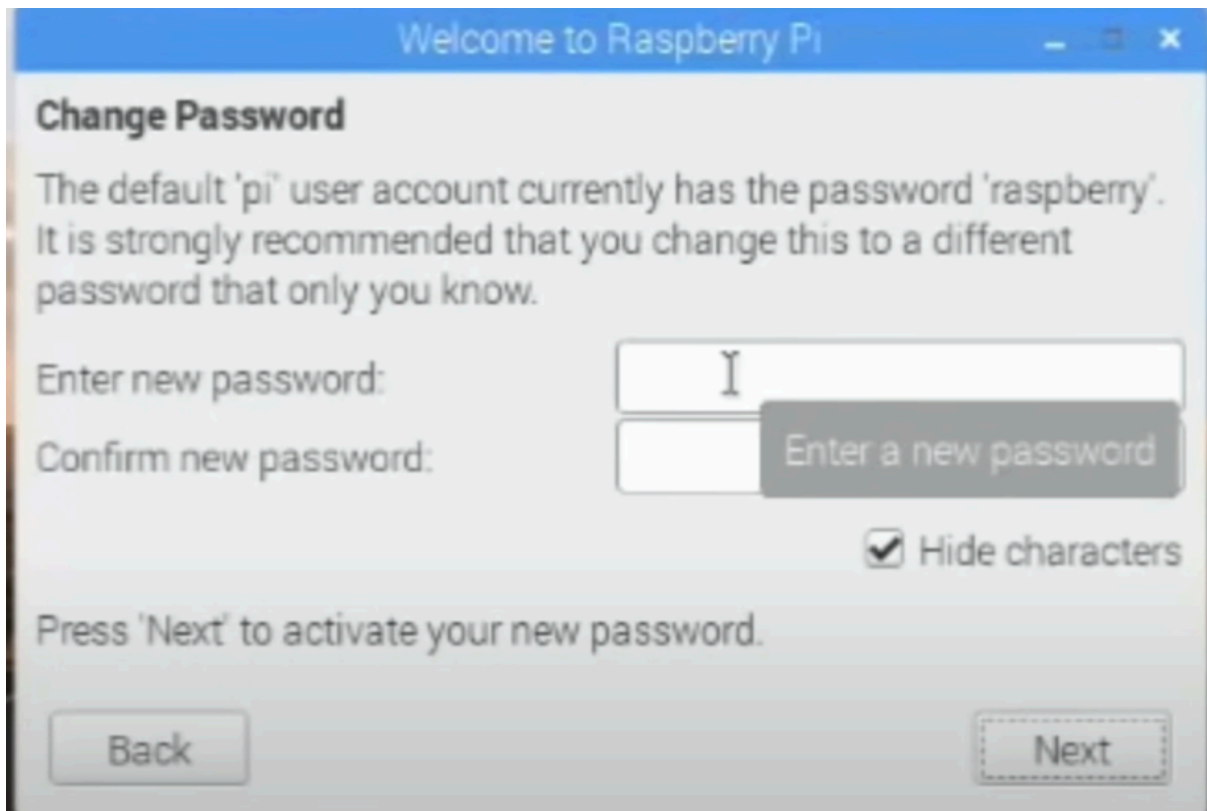 Welcome to Raspberry Pi
Change Password
The default 'pi' user account currently has the password 'raspberry'.
It is strongly recommended that you change this to a different
password that only you know.
Enter new password:
Confirm new password:
Enter a new password
Hide characters
Press 'Next' to activate your new password.
Back
Next